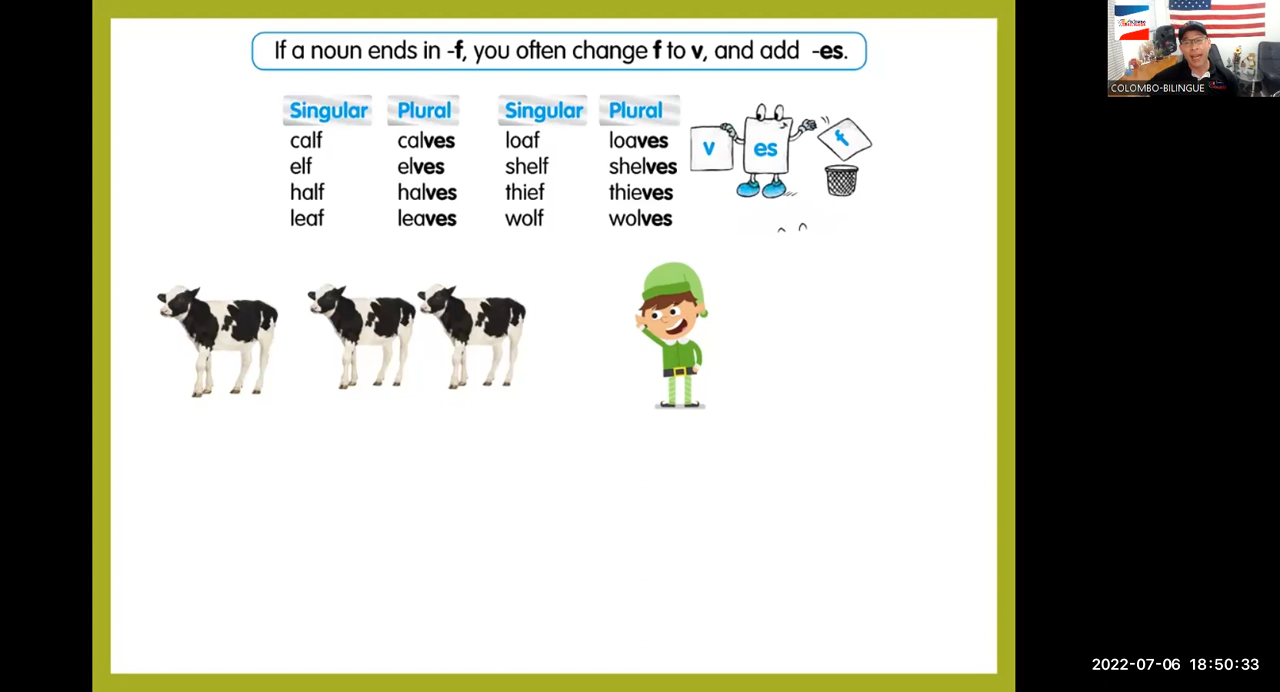 If a noun ends in -f, you often change f to v, and add -es.
Singular Plural Singular Plural
calf calves loaf loaves
elf elves shelf shelves
half halves thief thieves
leaf leaves wolf wolves
v es f
COLOMBO-BILINGUE
2022-07-06 18:50:33